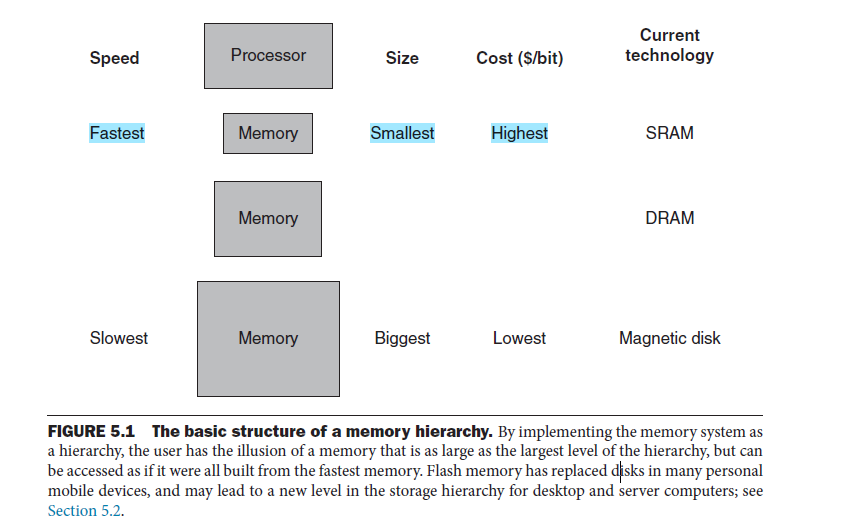 Speed Processor Size Cost ($/bit) Current technology
Fastest Memory Smallest Highest SRAM
Memory DRAM
Slowest Memory Biggest Lowest Magnetic disk
FIGURE 5.1 The basic structure of a memory hierarchy. By implementing the memory system as
a hierarchy, the user has the illusion of a memory that is as large as the largest level of the hierarchy, but can
be accessed as if it were all built from the fastest memory. Flash memory has replaced disks in many personal
mobile devices, and may lead to a new level in the storage hierarchy for desktop and server computers; see
Section 5.2.